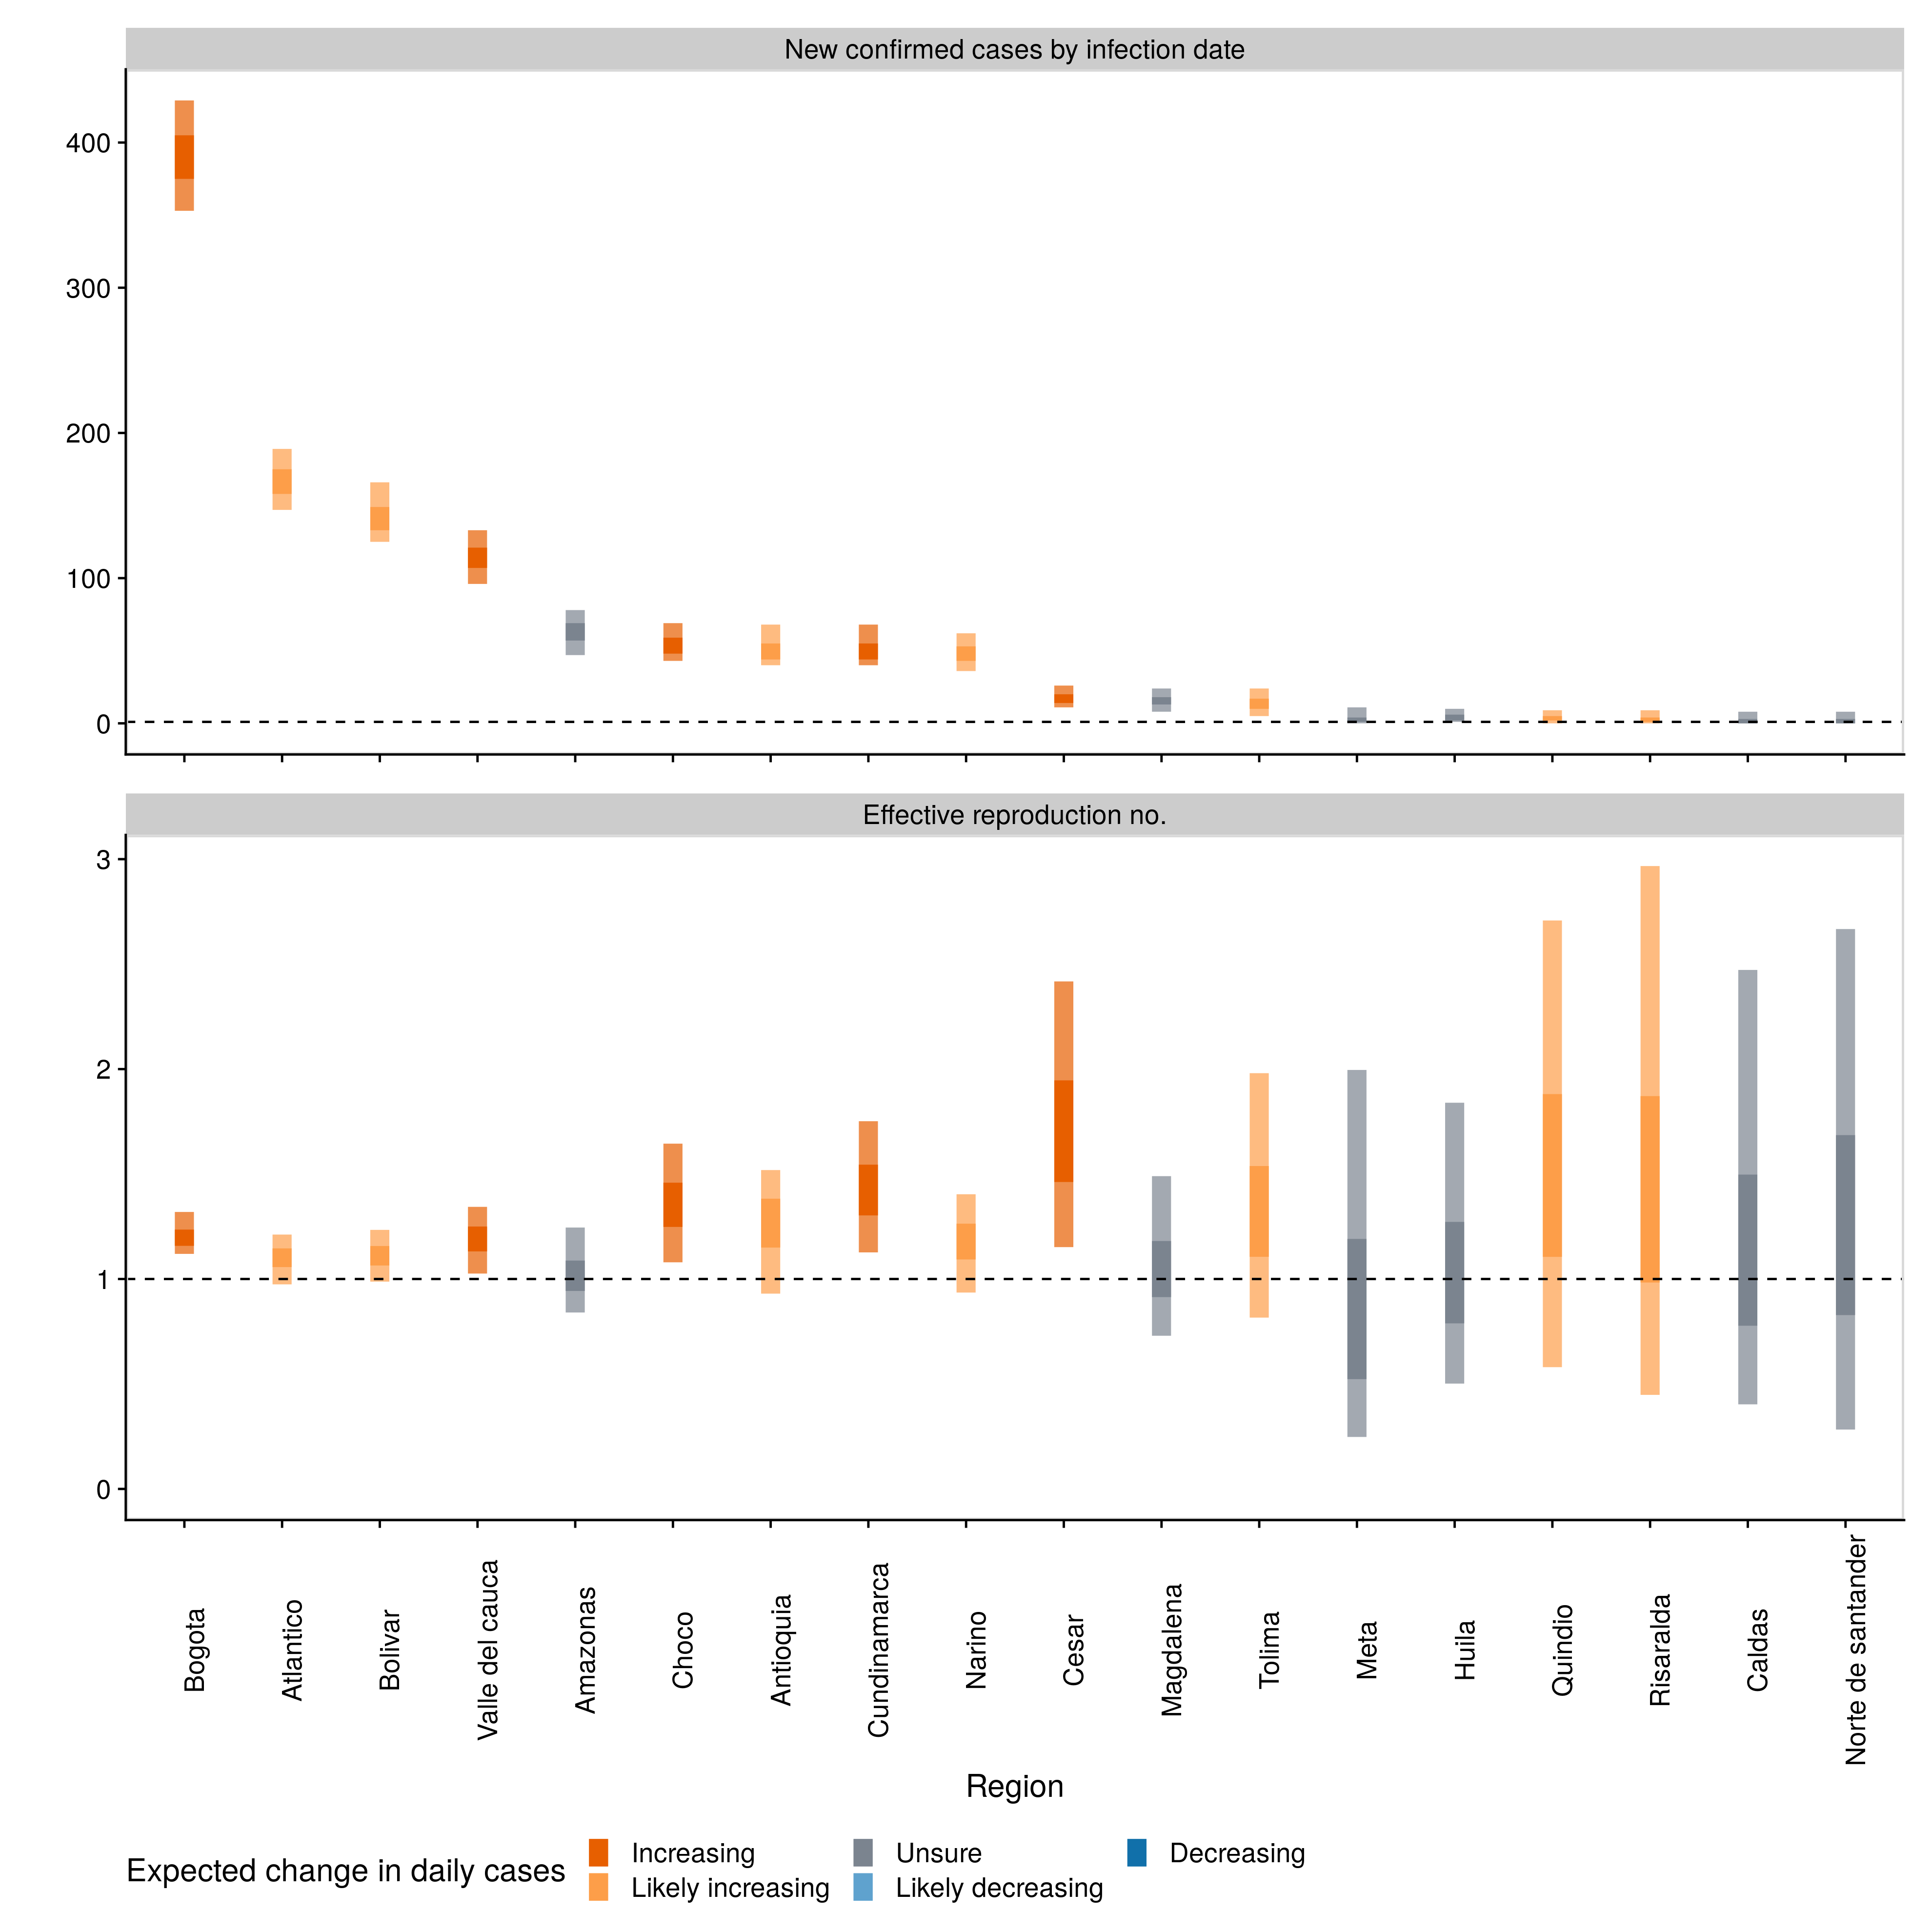 New confirmed cases by infection date
400
300
200
100
0
Effective reproduction no.
3
2
1
0
Bogota
Atlantico
Bolivar
Valle del cauca
Amazonas
Choco
Antioquia
Cundinamarca
Narino
Cesar
Magdalena
Tolima
Meta
Huila
Quindio
Risaralda
Caldas
Norte de santander
Region
Expected change in daily cases
Increasing
Unsure
Decreasing
Likely increasing
Likely decreasing